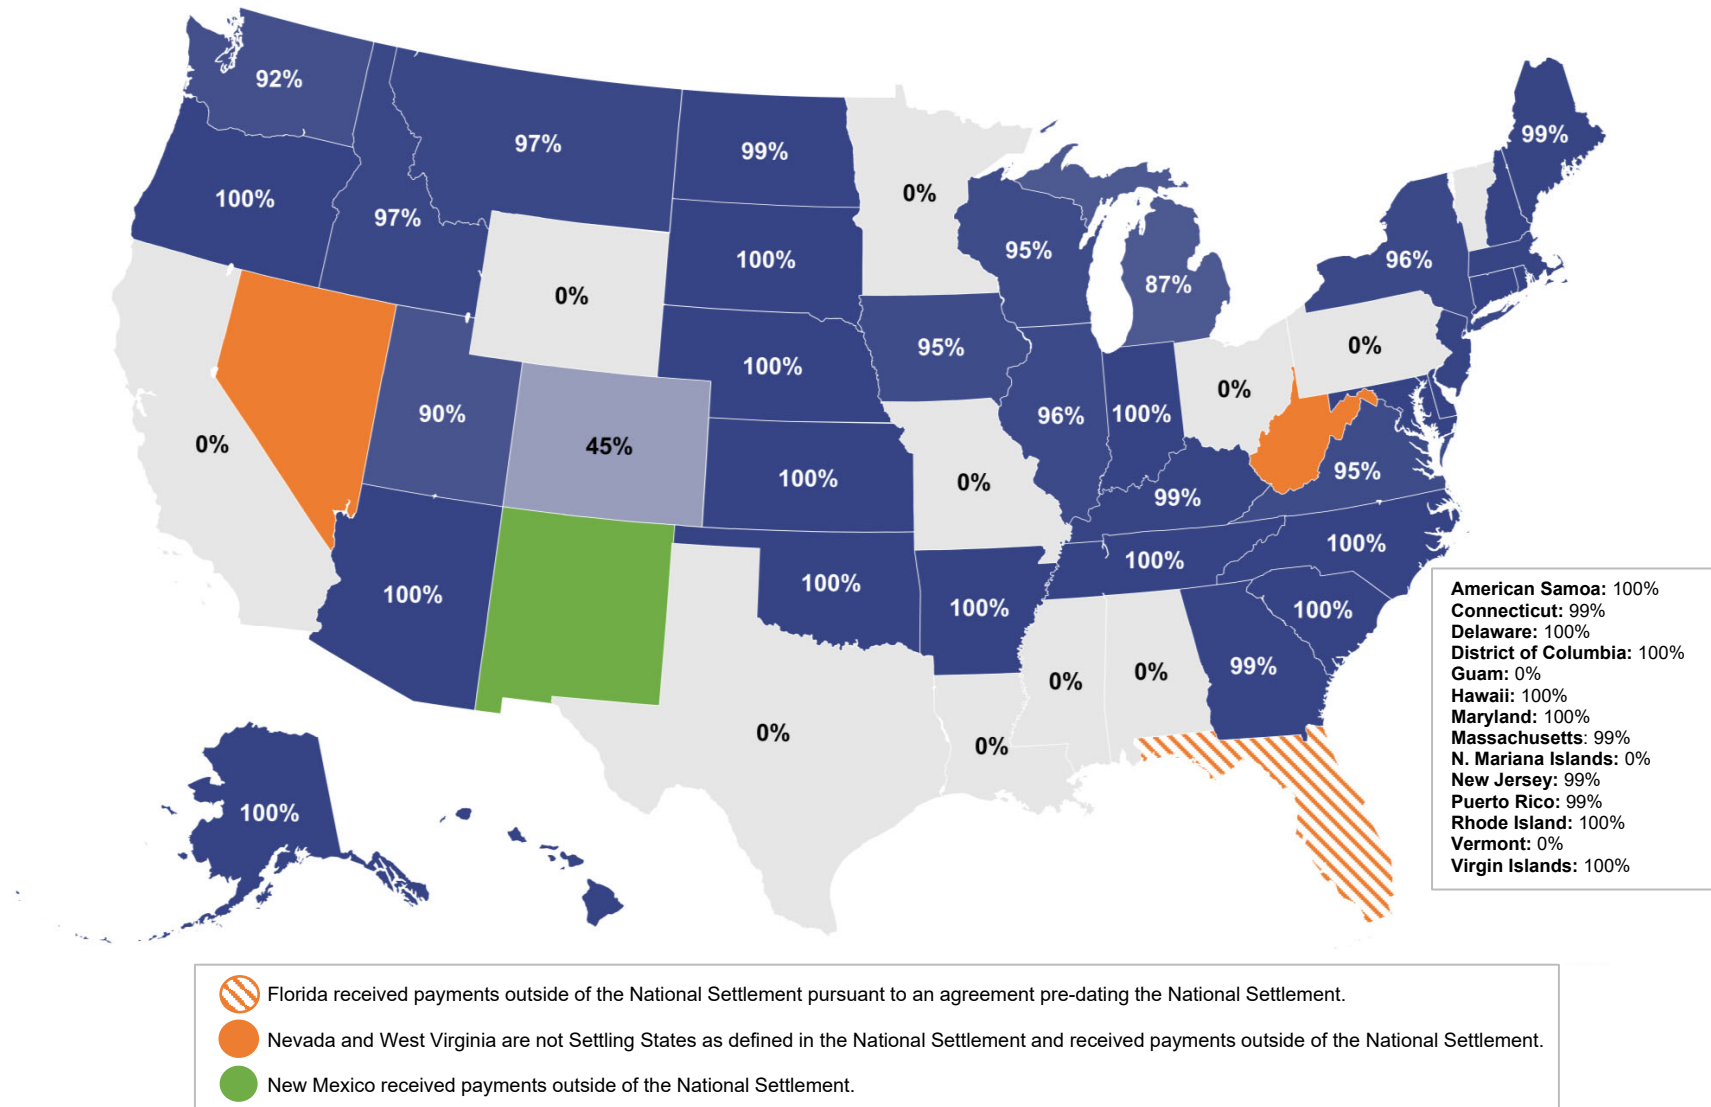 92%
97%
99%
0%
99%
100%
97%
100%
95%
96%
87%
0%
100%
95%
0%
0%
90%
45%
0%
96%
100%
0%
95%
100%
0%
99%
100%
100%
100%
100%
100%
100%
0%
0%
99%
0%
0%
100%
American Samoa: 100%
Connecticut: 99%
Delaware: 100%
District of Columbia: 100%
Guam: 0%
Hawaii: 100%
Maryland: 100%
Massachusetts: 99%
N. Mariana Islands: 0%
New Jersey: 99%
Puerto Rico: 99%
Rhode Island: 100%
Vermont: 0%
Virgin Islands: 100%
100%
Florida received payments outside of the National Settlement pursuant to an agreement pre-dating the National Settlement.
Nevada and West Virginia are not Settling States as defined in the National Settlement and received payments outside of the National Settlement.
New Mexico received payments outside of the National Settlement.